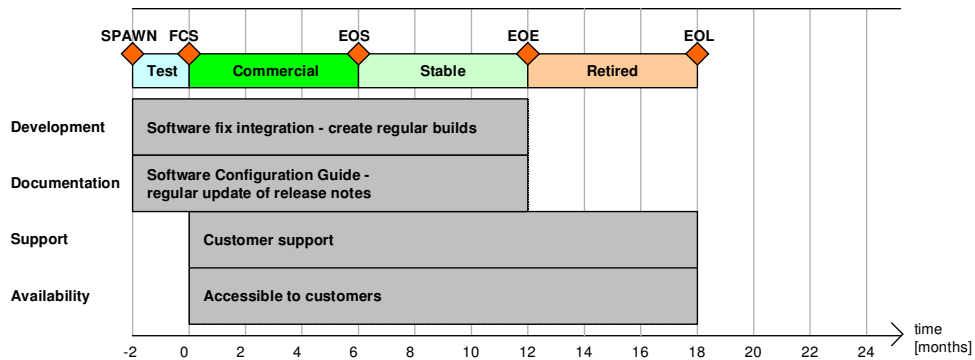 SPAWN FCS EOS EOE EOL
Test Commercial Stable Retired
Development Software fix integration - create regular builds
Documentation Software Configuration Guide -
regular update of release notes
Support Customer support
Availability Accessible to customers
-2 0 2 4 6 8 10 12 14 16 18 20 22 24 time
[months]